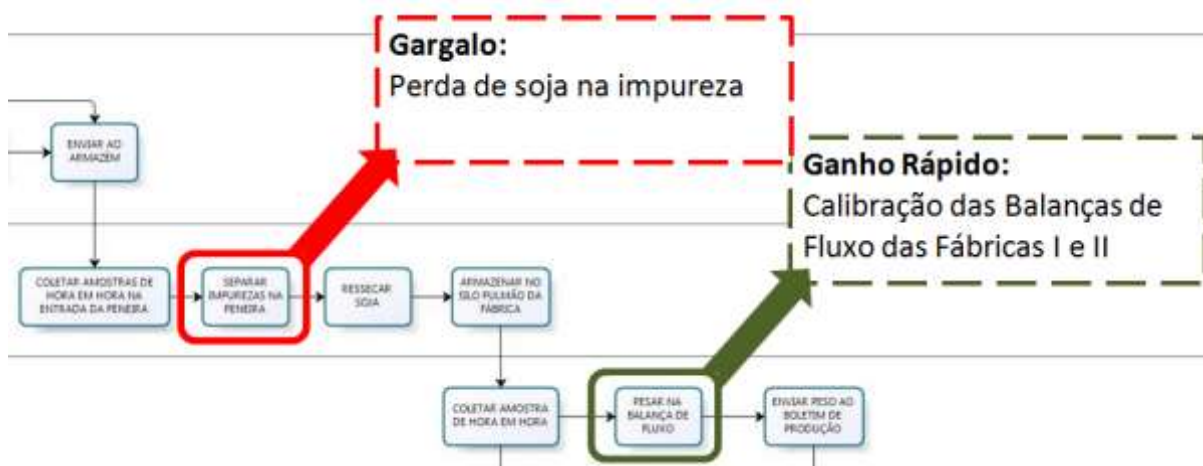 Gargalo:
Perda de soja na impureza
Ganho Rápido:
Calibração das Balanças de
Fluxo das Fábricas I e II
ENVIAR AO
ARMAZÉM
COLETAR AMOSTRAS DE
HORA EM HORA NA
ENTRADA DA PENEIRA
SEPARAR
IMPUREZAS NA
PENEIRA
RESSECAR
SOJA
ARMAZENAR NO
SILO PULMÃO DA
FÁBRICA
COLETAR AMOSTRA
DE HORA EM HORA
PESAR NA
BALANÇA DE
FLUXO
ENVIAR PESO AO
BOLETIM DE
PRODUÇÃO